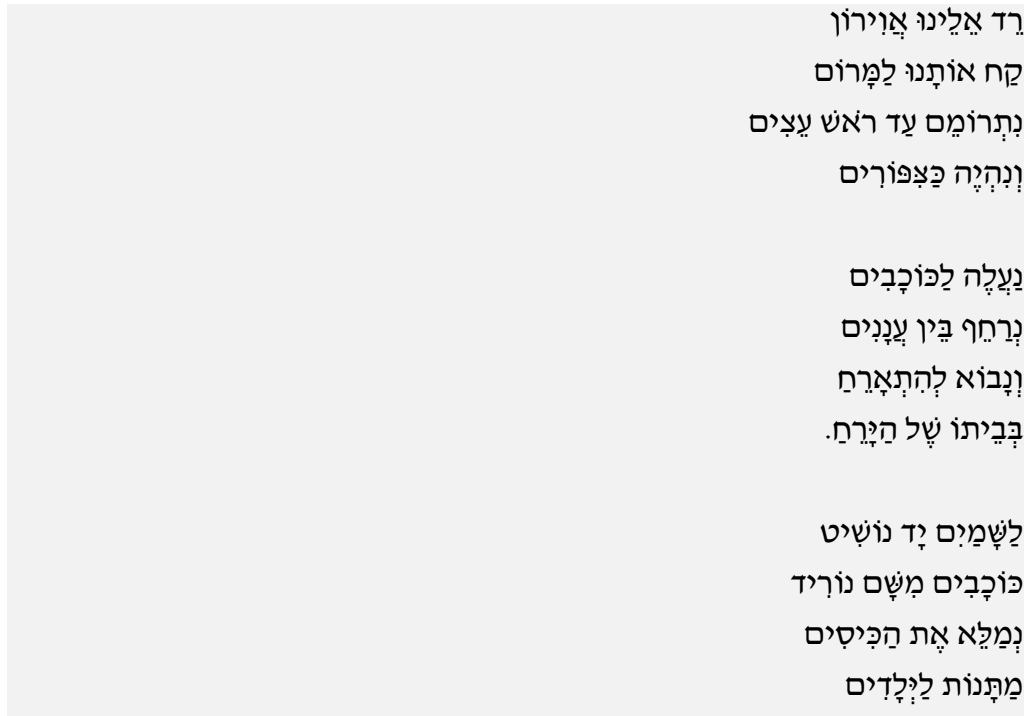 רֵד אֵלֵינוּ אֲוִירוֹן
קַח אוֹתָנוּ לַמָּרוֹם
נִתְרוֹמֵם עַד רֹאשׁ עֵצִים
וְנִהְיֶה כַּצִּפּוֹרִים
נַעֲלֶה לַכּוֹכָבִים
נְרַחֵף בֵּין עֲנָנִים
וְנָבוֹא לְהִתְאָרֵחַ
בְּבֵיתוֹ שֶׁל הַיָּרֵחַ.
לַשָּׁמַיִם יָד נוֹשִׁיט
כּוֹכָבִים מִשָּׁם נוֹרִיד
נְמַלֵּא אֶת הַכִּיסִים
מַתָּנוֹת לַיְּלָדִים